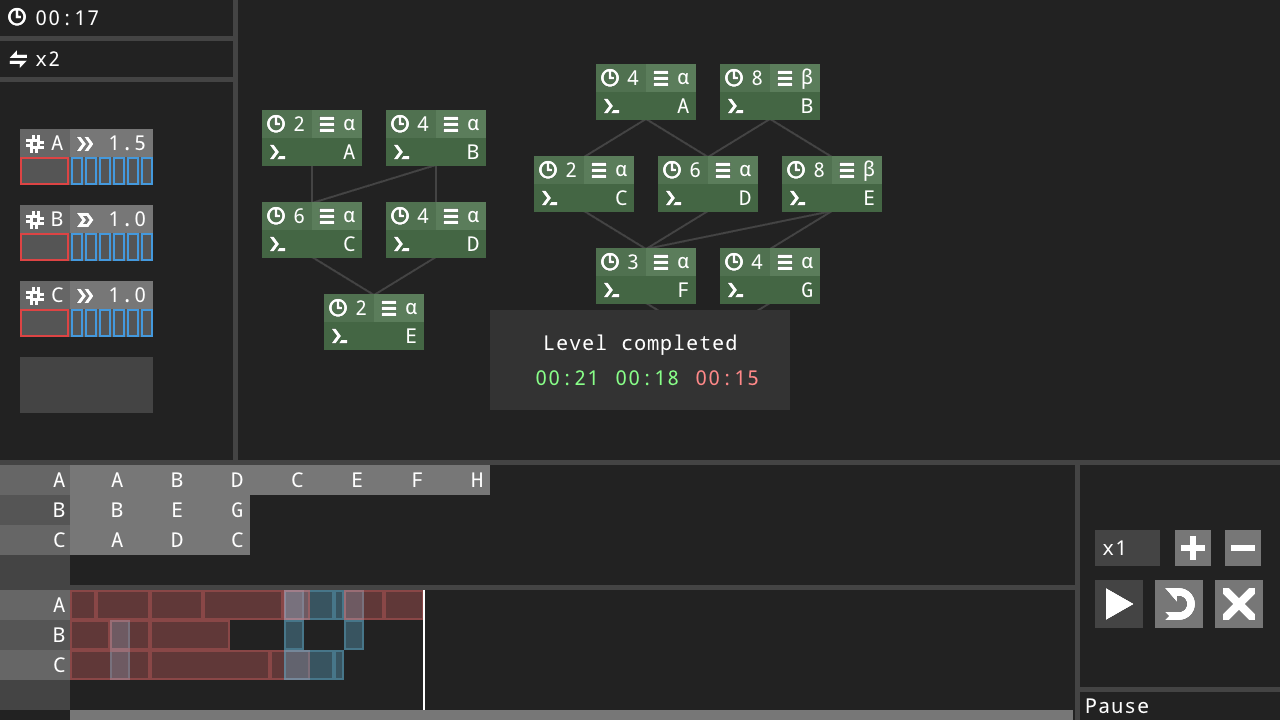 00:17
x2
A 1.5
B 1.0
C 1.0
4 α
A
8 β
B
2 α
A
4 α
B
2 α
C
6 α
D
8 β
E
6 α
C
4 α
D
3 α
F
4 α
G
2 α
E
Level completed
00:21 00:18 00:15
A A B D C E F H
B B E G
C A D C
x1
A
B
C
Pause